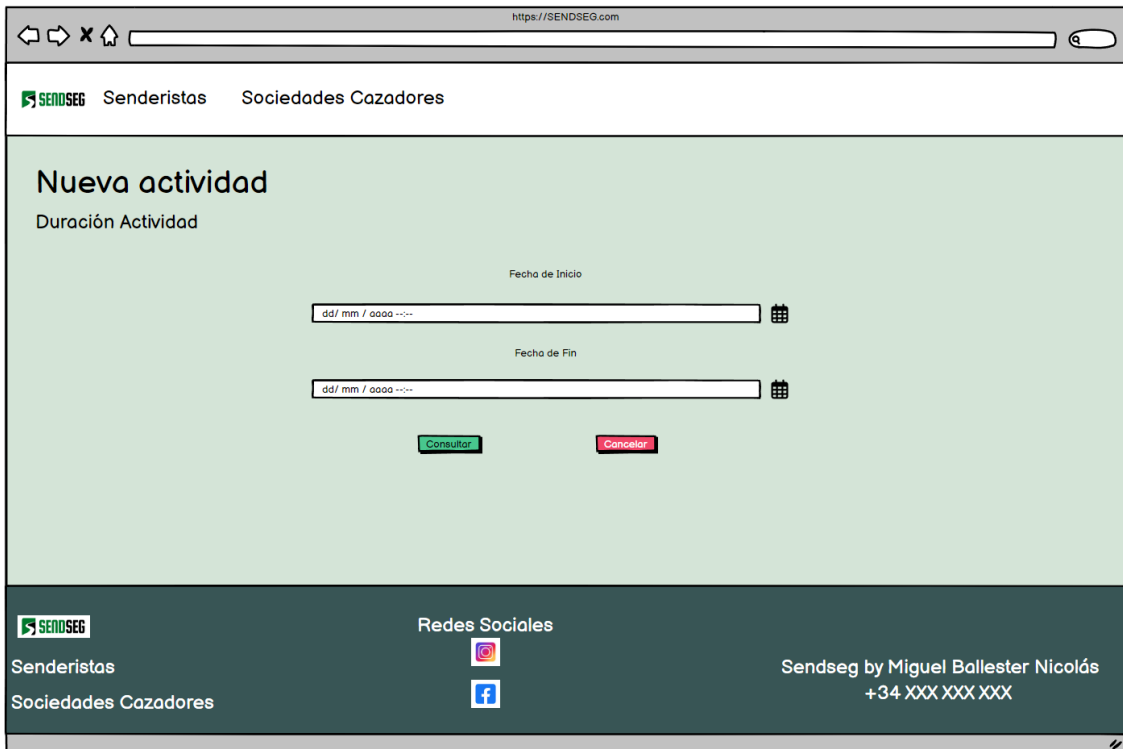 https://SENDSEG.com
SENDSEG Senderistas Sociedades Cazadores
Nueva actividad
Duración Actividad
Fecha de Inicio
dd/ mm / aaaa --:--
Fecha de Fin
dd/ mm / aaaa --:--
Consultar Cancelar
SENDSEG
Senderistas
Sociedades Cazadores
Redes Sociales
Sendseg by Miguel Ballester Nicolás
+34 XXX XXX XXX